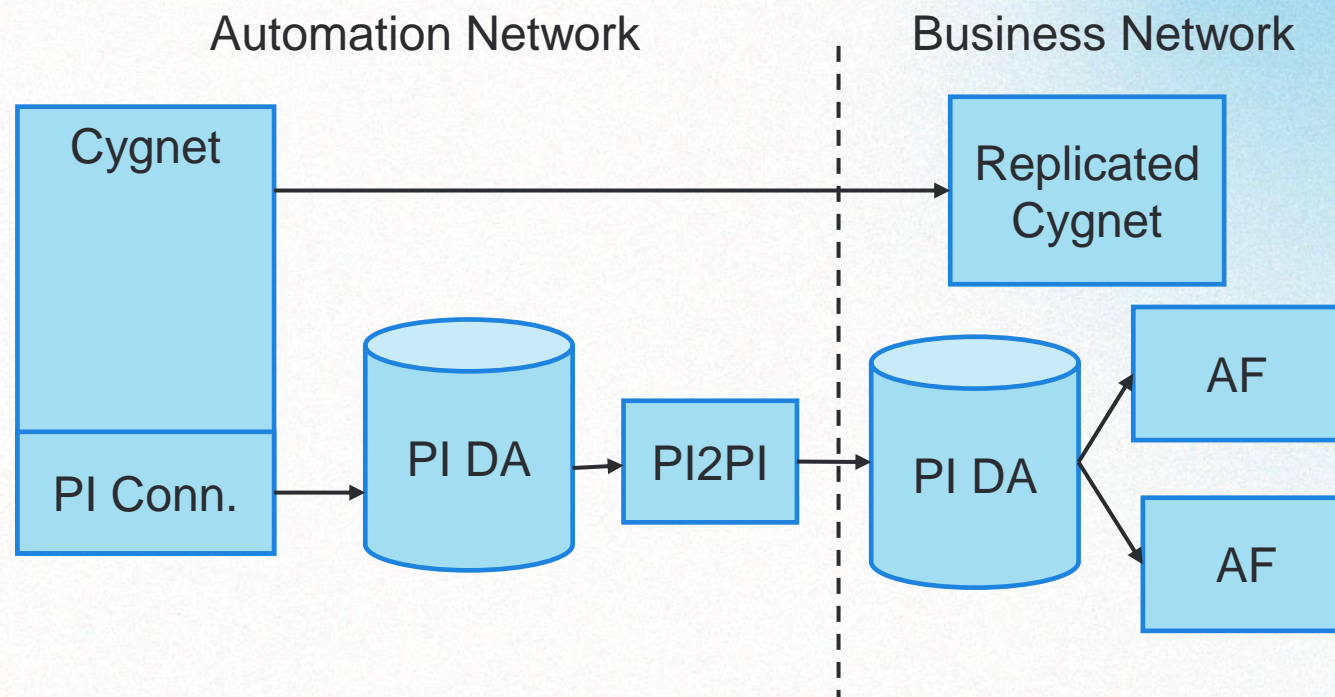 Automation Network
Business Network
Cygnet
Replicated
Cygnet
AF
PI DA
PI2PI
PI DA
PI Conn.
AF